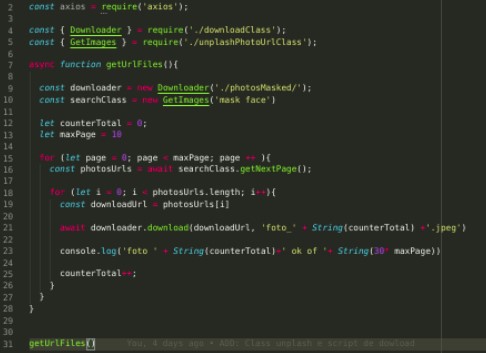 2 const axios = require('axios');
3
4 const { Downloader } = require('./downloadClass');
5 const { GetImages } = require('./unplashPhotoUrlClass');
6
7 async function getUrlFiles(){
8
9 const downloader = new Downloader('./photosMasked/');
10 const searchClass = new GetImages('mask face')
11
12 let counterTotal = 0;
13 let maxPage = 10
14
15 for (let page = 0; page < maxPage; page ++ ){
16 const photosUrls = await searchClass.getNextPage();
17
18 for (let i = 0; i < photosUrls.length; i++){
19 const downloadUrl = photosUrls[i]
20
21 await downloader.download(downloadUrl, 'foto_' + String(counterTotal) +'.jpeg')
22
23 console.log('foto ' + String(counterTotal)+' ok of '+ String(30* maxPage))
24
25 counterTotal++;
26 }
27 }
28 }
29
30
31 getUrlFiles() You, 4 days ago • ADD: Class unplash e script de dowload